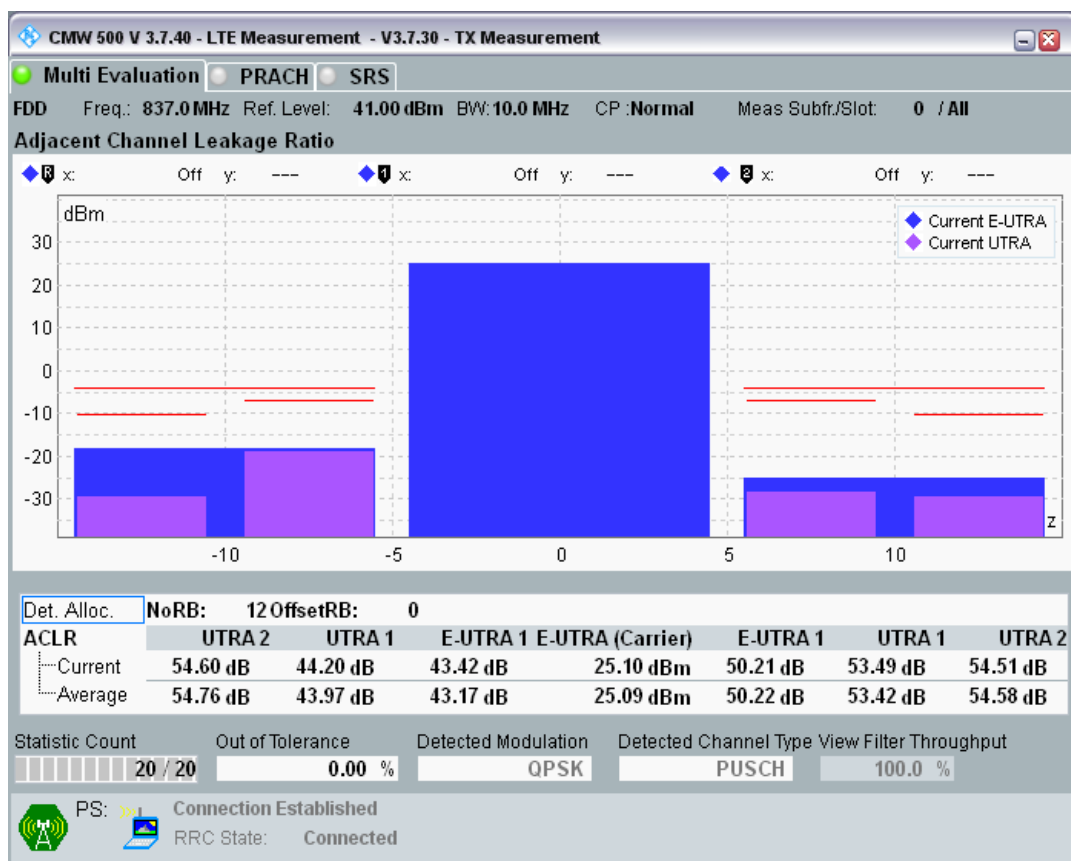 CMW 500 V 3.7.40 - LTE Measurement - V3.7.30 - TX Measurement
Multi Evaluation PRACH SRS
FDD Freq.: 837.0 MHz Ref. Level: 41.00 dBm BW: 10.0 MHz CP :Normal Meas Subfr./Slot: 0 / All
Adjacent Channel Leakage Ratio
R x: Off y: --- 1 x: Off y: --- 2 x: Off y: ---
dBm
Current E-UTRA
Current UTRA
30
20
10
0
-10
-20
-30
z
-10 -5 0 5 10
Det. Alloc. NoRB: 12 OffsetRB: 0
ACLR UTRA 2 UTRA 1 E-UTRA 1 E-UTRA (Carrier) E-UTRA 1 UTRA 1 UTRA 2
Current 54.60 dB 44.20 dB 43.42 dB 25.10 dBm 50.21 dB 53.49 dB 54.51 dB
Average 54.76 dB 43.97 dB 43.17 dB 25.09 dBm 50.22 dB 53.42 dB 54.58 dB
Statistic Count Out of Tolerance Detected Modulation Detected Channel Type View Filter Throughput
20 / 20 0.00 % QPSK PUSCH 100.0 %
PS: Connection Established
RRC State: Connected